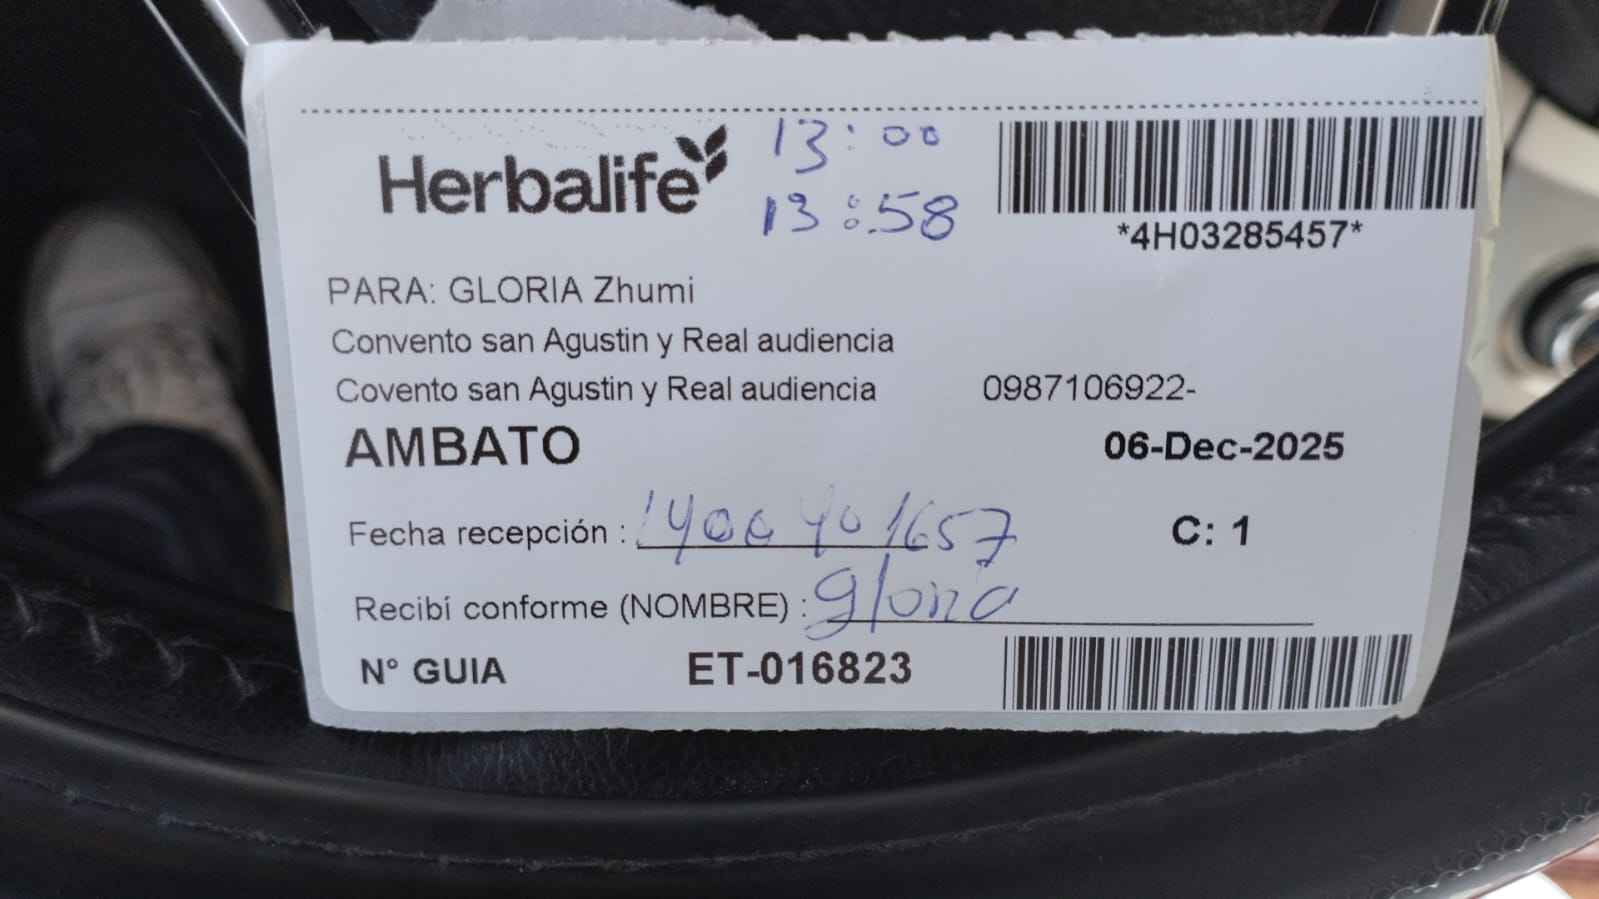 Herbalife
13:00
13:58
*4H03285457*
PARA: GLORIA Zhumi
Convento san Agustin y Real audiencia
Covento san Agustin y Real audiencia 0987106922-
AMBATO 06-Dec-2025
Fecha recepción : 1400401657 C: 1
Recibí conforme (NOMBRE) : gloria
N° GUIA ET-016823